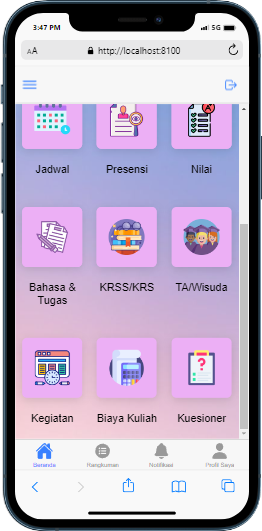 3:47 PM
5G
AA
http://localhost:8100
Jadwal
Presensi
Nilai
Bahasa &
Tugas
KRSS/KRS
TA/Wisuda
Kegiatan
Biaya Kuliah
Kuesioner
Beranda
Rangkuman
Notifikasi
Profil Saya